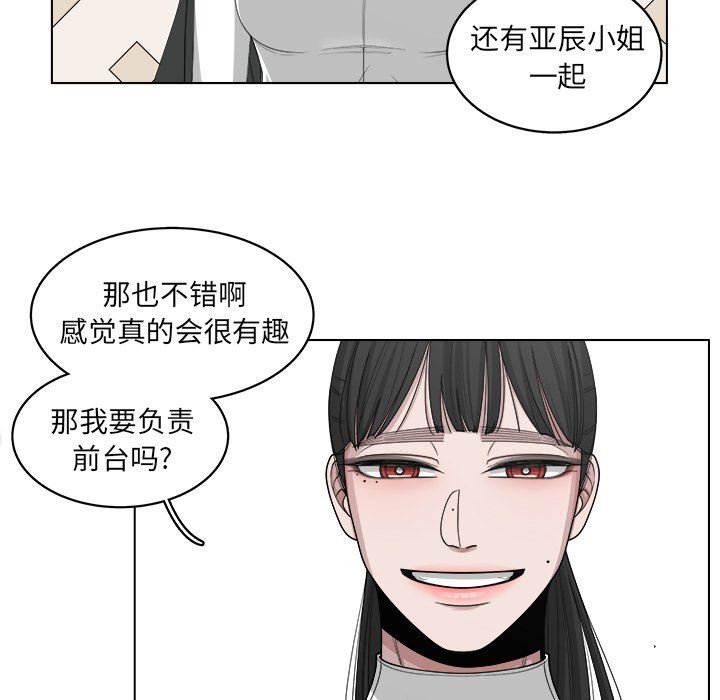 还有亚辰小姐
一起
那也不错啊
感觉真的会很有趣
那我要负责
前台吗?